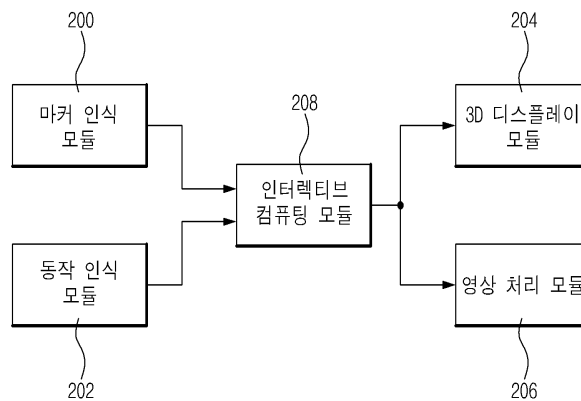 200
마커 인식
모듈
202
동작 인식
모듈
208
인터렉티브
컴퓨팅 모듈
204
3D 디스플레이
모듈
206
영상 처리 모듈